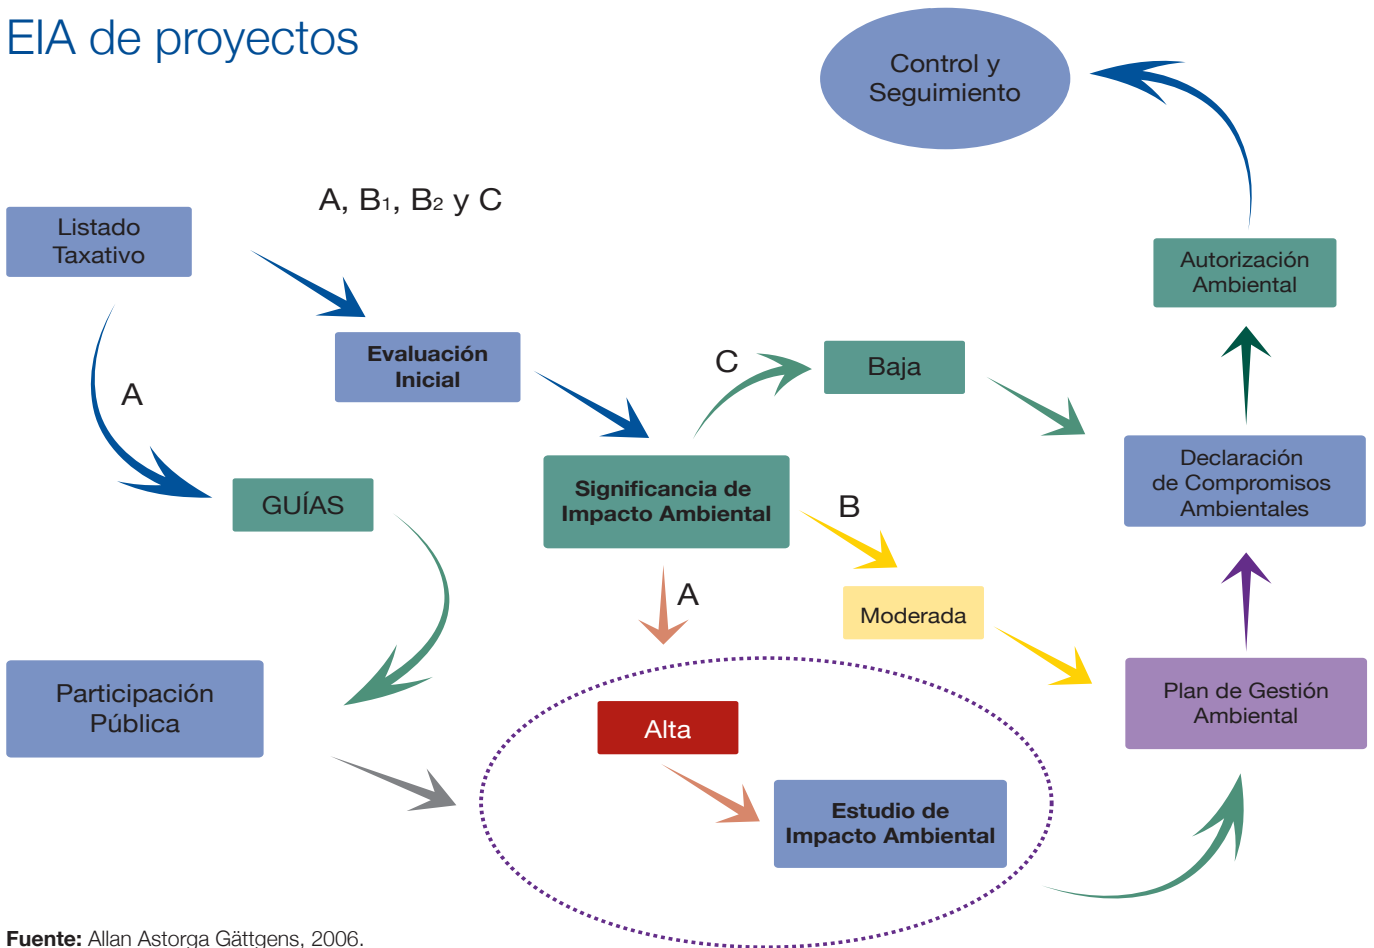 EIA de proyectos
Control y
Seguimiento
A, B₁, B₂ y C
Listado
Taxativo
Autorización
Ambiental
Evaluación
Inicial
C
Baja
A
Declaración
de Compromisos
Ambientales
Significancia de
Impacto Ambiental
B
GUÍAS
A
Moderada
Participación
Pública
Plan de Gestión
Ambiental
Alta
Estudio de
Impacto Ambiental
Fuente: Allan Astorga Gättgens, 2006.